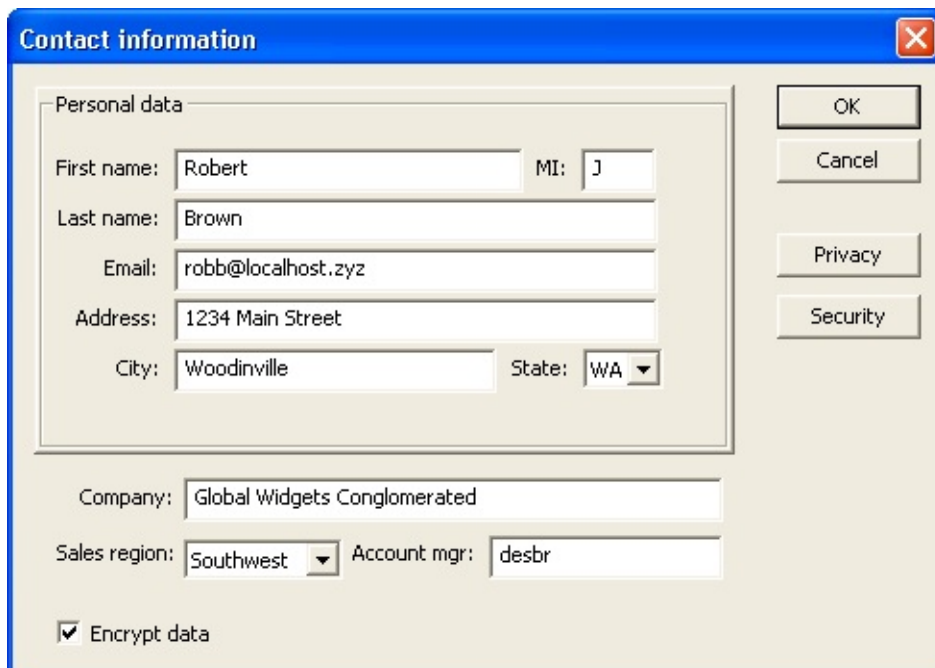 Contact information
Personal data
OK
First name: Robert MI: J
Cancel
Last name: Brown
Email: robb@localhost.zyz
Privacy
Address: 1234 Main Street
Security
City: Woodinville State: WA
Company: Global Widgets Conglomerated
Sales region: Southwest Account mgr: desbr
Encrypt data